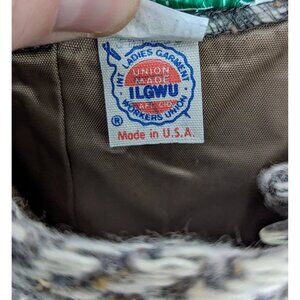 INT LADIES GARMENT
UNION
MADE
ILGWU
AFL CIO
WORKERS UNION
®
Made in U.S.A.